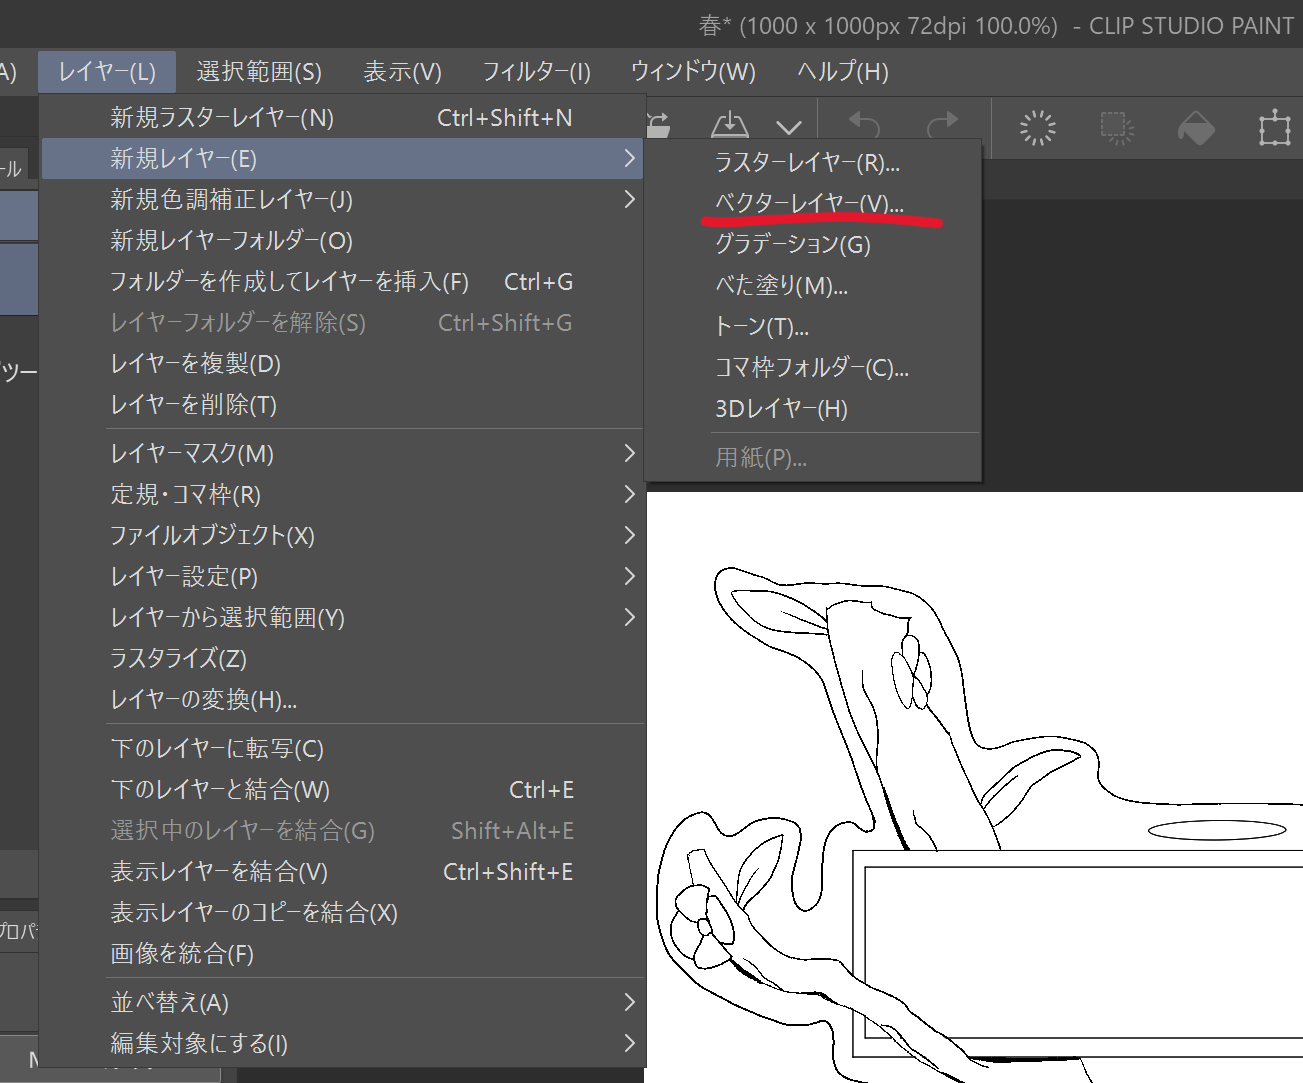 春* (1000 x 1000px 72dpi 100.0%) - CLIP STUDIO PAINT
A) レイヤー(L) 選択範囲(S) 表示(V) フィルター(I) ウィンドウ(W) ヘルプ(H)
新規ラスターレイヤー(N) Ctrl+Shift+N
新規レイヤー(E)
新規色調補正レイヤー(J)
新規レイヤーフォルダー(O)
フォルダーを作成してレイヤーを挿入(F) Ctrl+G
レイヤーフォルダーを解除(S) Ctrl+Shift+G
レイヤーを複製(D)
レイヤーを削除(T)
レイヤーマスク(M)
定規・コマ枠(R)
ファイルオブジェクト(X)
レイヤー設定(P)
レイヤーから選択範囲(Y)
ラスタライズ(Z)
レイヤーの変換(H)...
下のレイヤーに転写(C)
下のレイヤーと結合(W) Ctrl+E
選択中のレイヤーを結合(G) Shift+Alt+E
表示レイヤーを結合(V) Ctrl+Shift+E
表示レイヤーのコピーを結合(X)
画像を統合(F)
並べ替え(A)
編集対象にする(I)
ラスターレイヤー(R)...
ベクターレイヤー(V)...
グラデーション(G)
べた塗り(M)...
トーン(T)...
コマ枠フォルダー(C)...
3Dレイヤー(H)
用紙(P)...
ール
ツー
プロパ